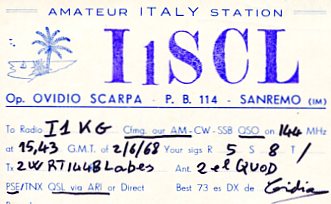 AMATEUR ITALY STATION
I1SCL
Op. OVIDIO SCARPA - P. B. 114 - SANREMO (IM)
To Radio I1KG Cfmg. our AM-CW-SSB QSO on 144 MHz
at 15,43 G.M.T. of 2/6/68 Your sigs R 5 S 8 T /
Tx 2W RT144B Labes Ant. 2 el QUOD
PSE/TNX QSL via ARI or Direct Best 73 es DX de